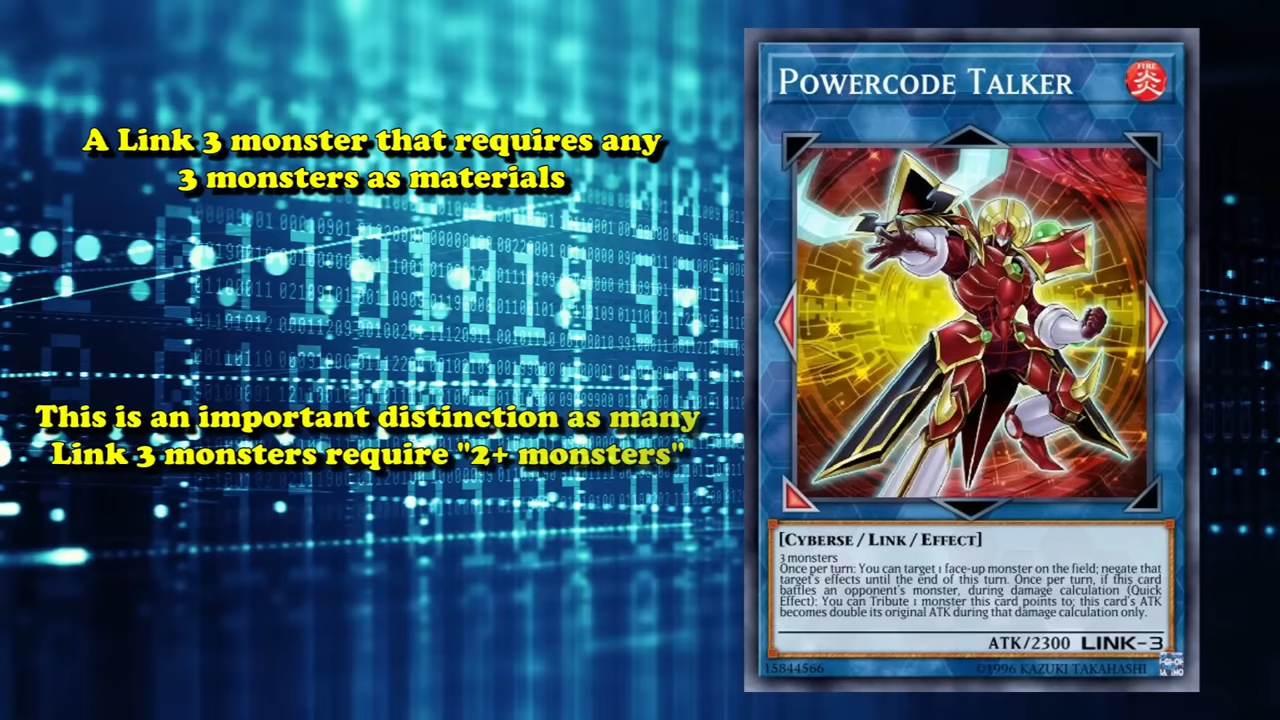 A Link 3 monster that requires any
3 monsters as materials
This is an important distinction as many
Link 3 monsters require "2+ monsters"
POWERCODE TALKER
FIRE
炎
[CYBERSE / LINK / EFFECT]
3 monsters
Once per turn: You can target 1 face-up monster on the field; negate that
target's effects until the end of this turn. Once per turn, if this card
battles an opponent's monster, during damage calculation (Quick
Effect): You can Tribute 1 monster this card points to; this card's ATK
becomes double its original ATK during that damage calculation only.
ATK/2300 LINK-3
15844566
©1996 KAZUKI TAKAHASHI